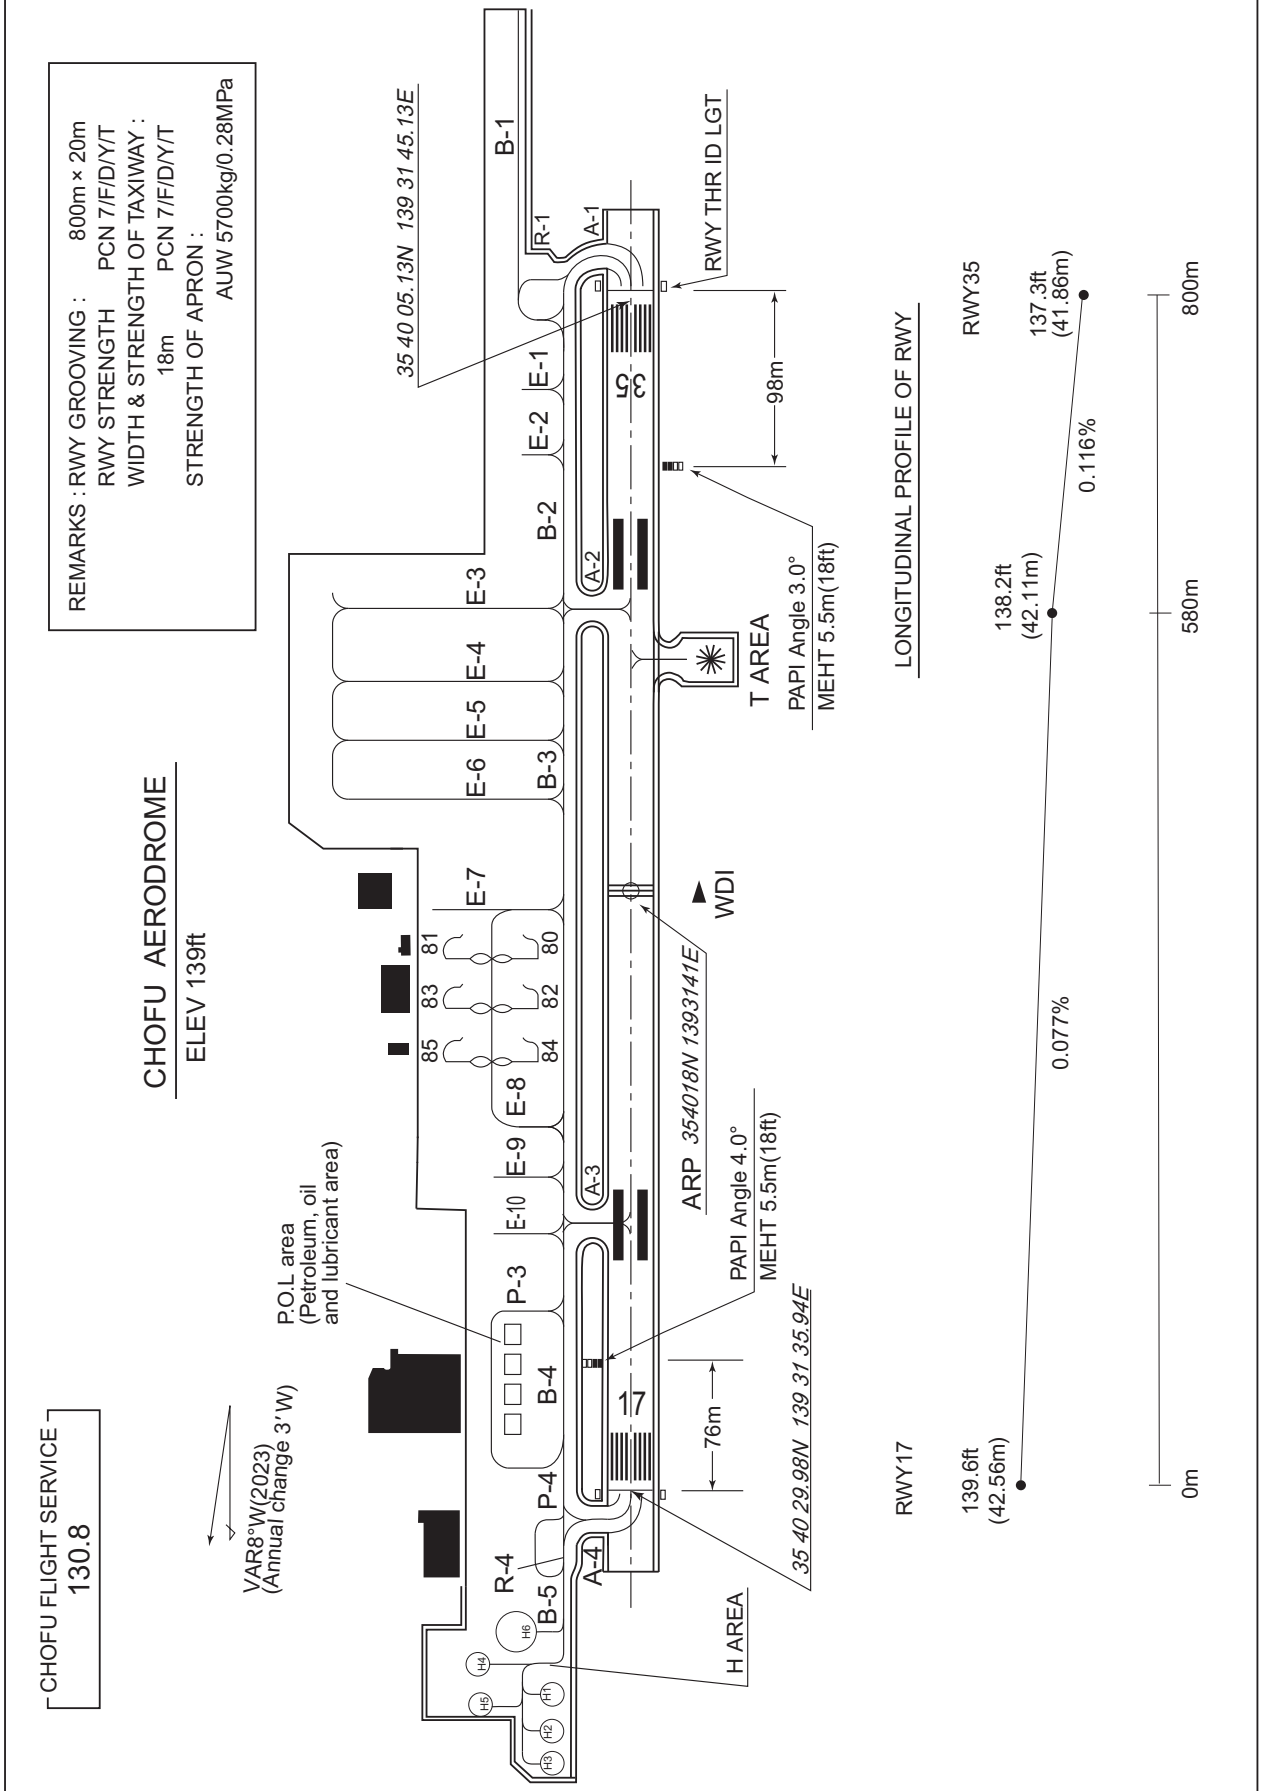 CHOFU FLIGHT SERVICE
130.8
CHOFU AERODROME
ELEV 139ft
REMARKS : RWY GROOVING : 800m × 20m
RWY STRENGTH PCN 7/F/D/Y/T
WIDTH & STRENGTH OF TAXIWAY :
18m PCN 7/F/D/Y/T
STRENGTH OF APRON :
AUW 5700kg/0.28MPa
VAR8°W(2023)
(Annual change 3′W)
P.O.L area
(Petroleum, oil
and lubricant area)
85
83
81
84
82
80
E-7
E-6
E-5
E-4
E-3
H5
H4
H3
H2
H1
H6
R-4
B-5
P-4
B-4
P-3
E-10
E-9
E-8
B-3
B-2
E-2
E-1
B-1
35 40 05.13N 139 31 45.13E
R-1
A-4
A-3
A-2
A-1
17
35
76m
98m
H AREA
35 40 29.98N 139 31 35.94E
PAPI Angle 4.0°
MEHT 5.5m(18ft)
ARP 354018N 1393141E
WDI
T AREA
PAPI Angle 3.0°
MEHT 5.5m(18ft)
RWY THR ID LGT
LONGITUDINAL PROFILE OF RWY
RWY17
RWY35
139.6ft
(42.56m)
138.2ft
(42.11m)
137.3ft
(41.86m)
0.077%
0.116%
0m
580m
800m